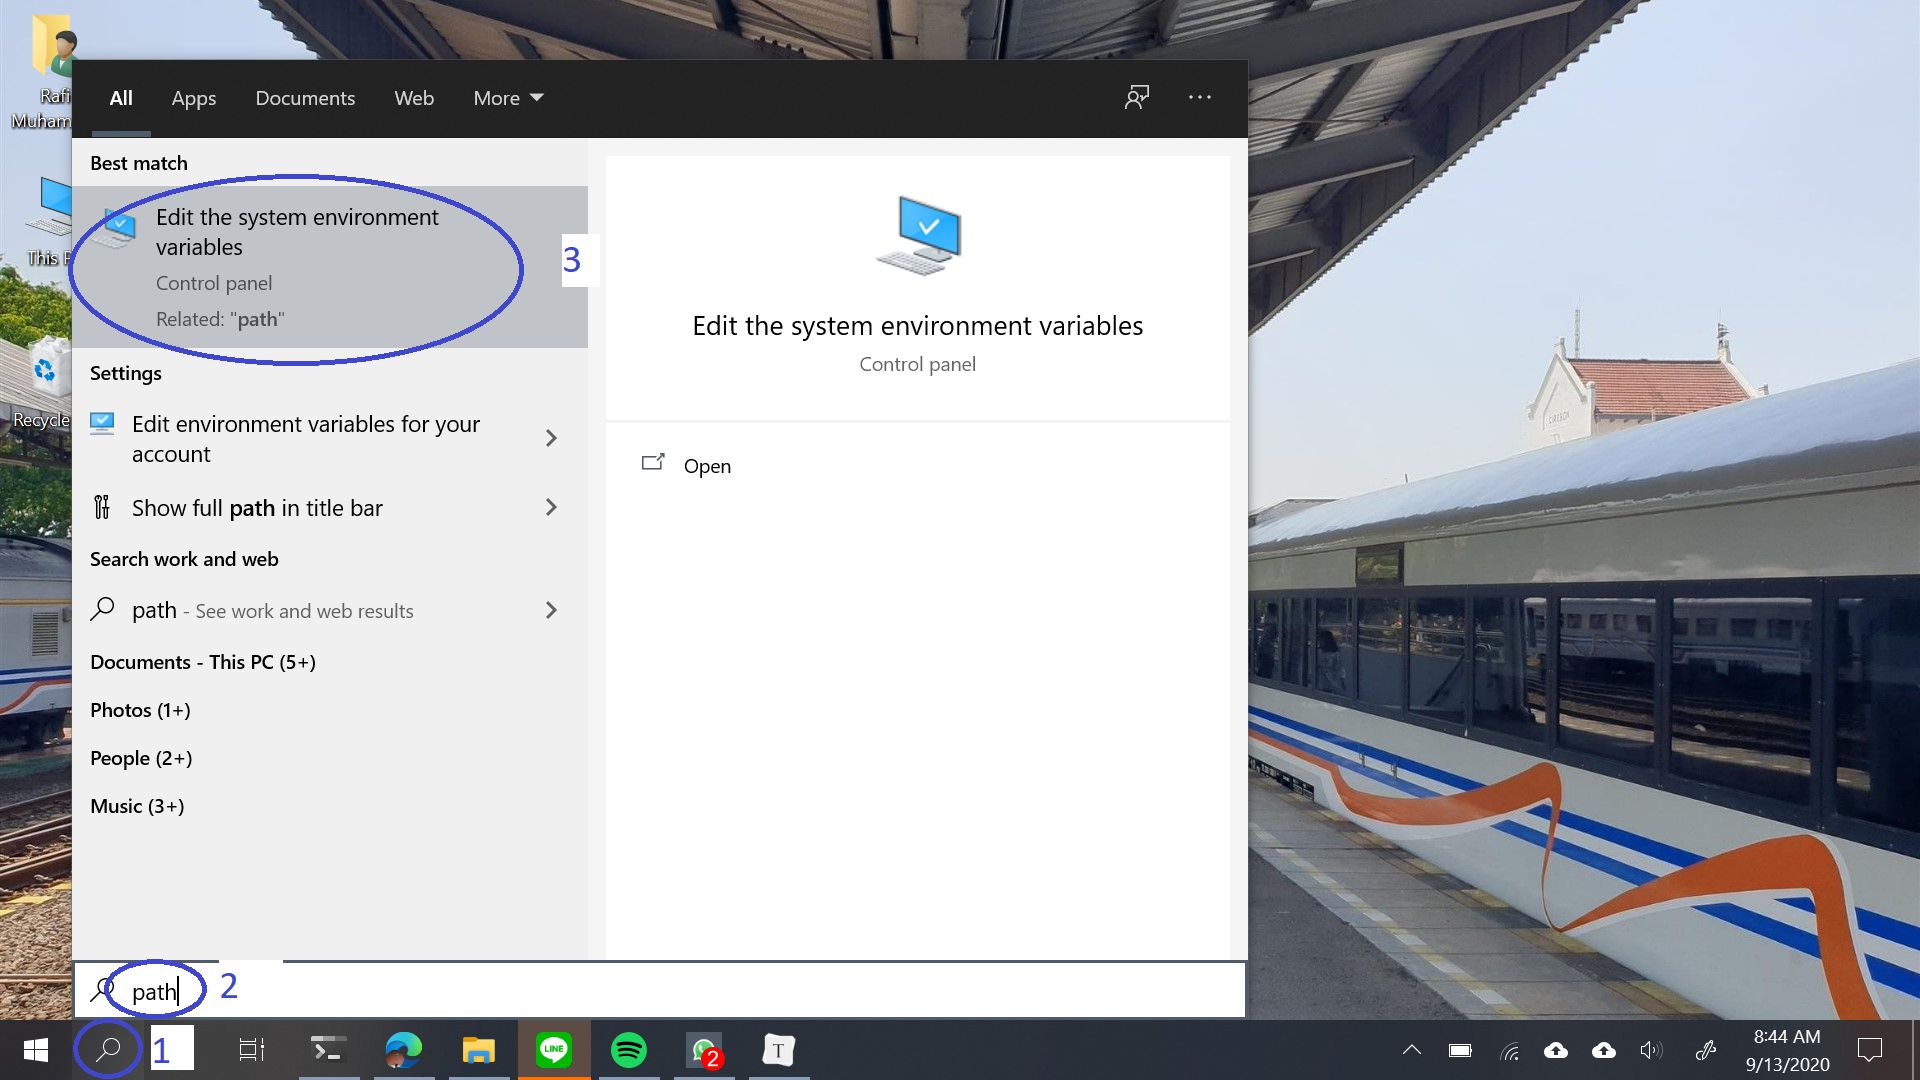 Rafi
Muham
This P
Recycle
All Apps Documents Web More
Best match
Edit the system environment
variables
Control panel
Related: "path"
3
Settings
Edit environment variables for your
account
Show full path in title bar
Search work and web
path - See work and web results
Documents - This PC (5+)
Photos (1+)
People (2+)
Music (3+)
Edit the system environment variables
Control panel
Open
CIREBON
path
2
1
LINE
2
T
8:44 AM
9/13/2020